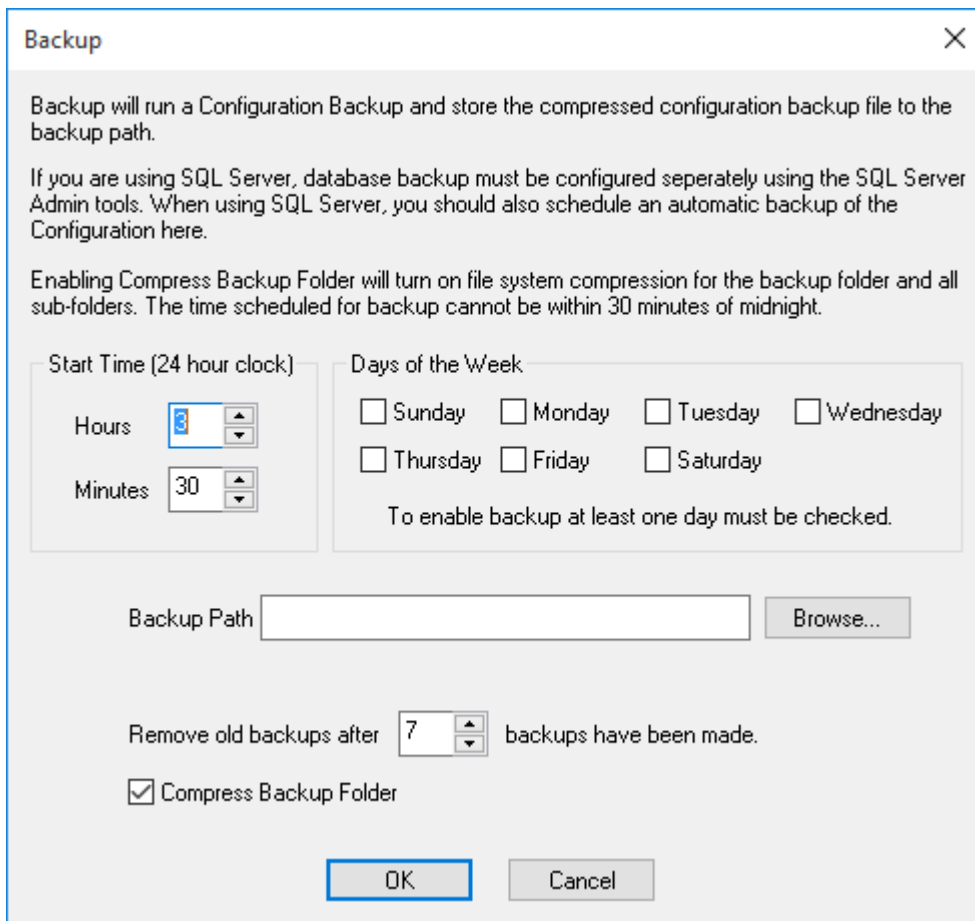 Backup
Backup will run a Configuration Backup and store the compressed configuration backup file to the
backup path.
If you are using SQL Server, database backup must be configured seperately using the SQL Server
Admin tools. When using SQL Server, you should also schedule an automatic backup of the
Configuration here.
Enabling Compress Backup Folder will turn on file system compression for the backup folder and all
sub-folders. The time scheduled for backup cannot be within 30 minutes of midnight.
Start Time (24 hour clock)
Hours 3
Minutes 30
Days of the Week
Sunday Monday Tuesday Wednesday
Thursday Friday Saturday
To enable backup at least one day must be checked.
Backup Path Browse...
Remove old backups after 7 backups have been made.
Compress Backup Folder
OK Cancel